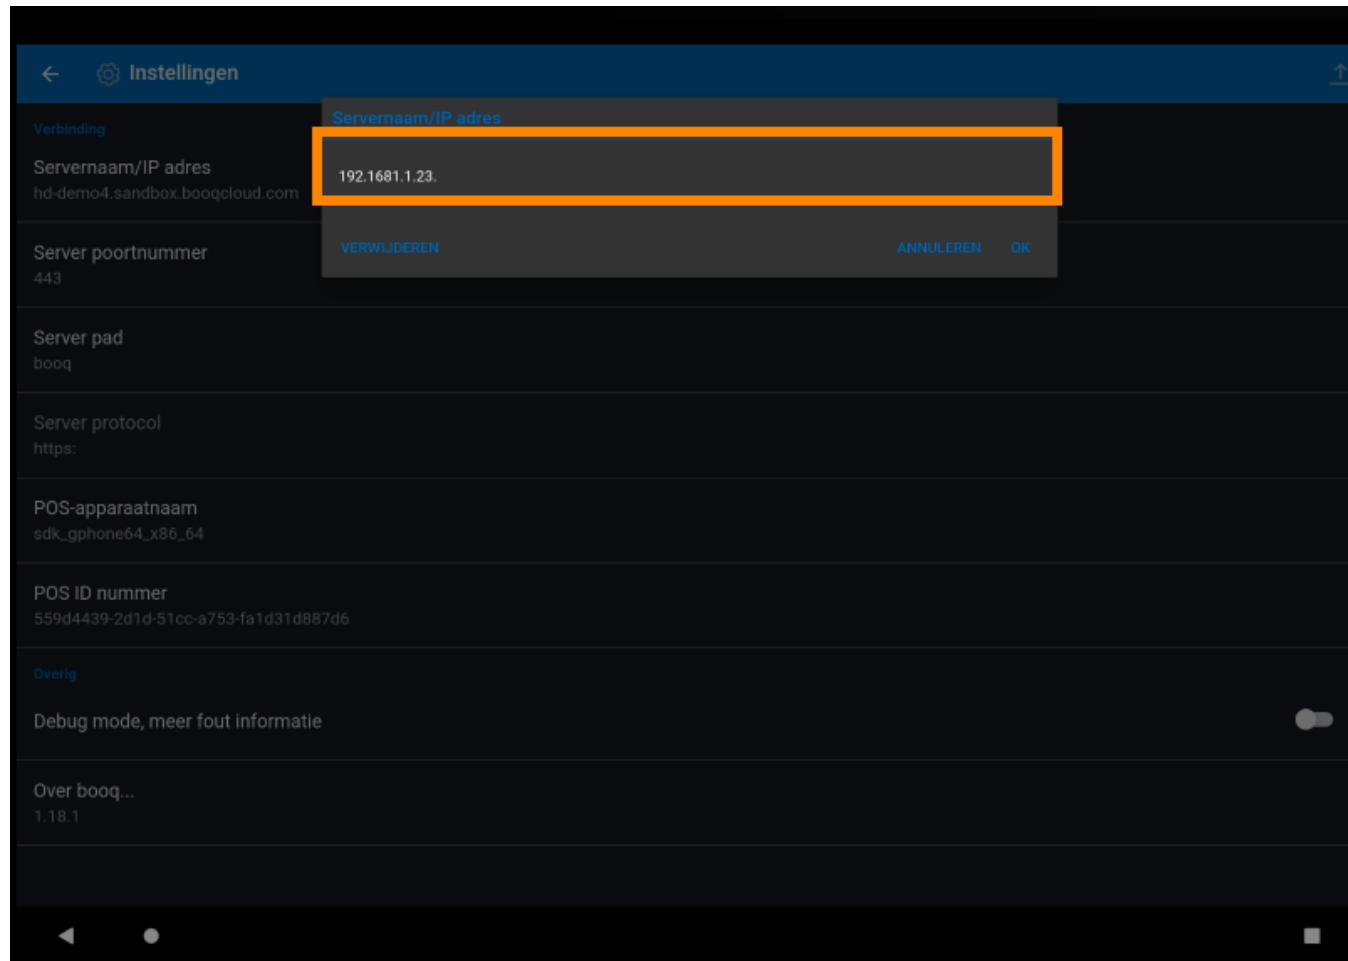 Instellingen
Verbinding
Servernaam/IP adres
hd-demo4.sandbox.booqcloud.com
Servernaam/IP adres
192.1681.1.23.
VERWIJDEREN
ANNULEREN
OK
Server poortnummer
443
Server pad
booq
Server protocol
https:
POS-apparaatnaam
sdk_gphone64_x86_64
POS ID nummer
559d4439-2d1d-51cc-a753-fa1d31d887d6
Overig
Debug mode, meer fout informatie
Over booq...
1.18.1